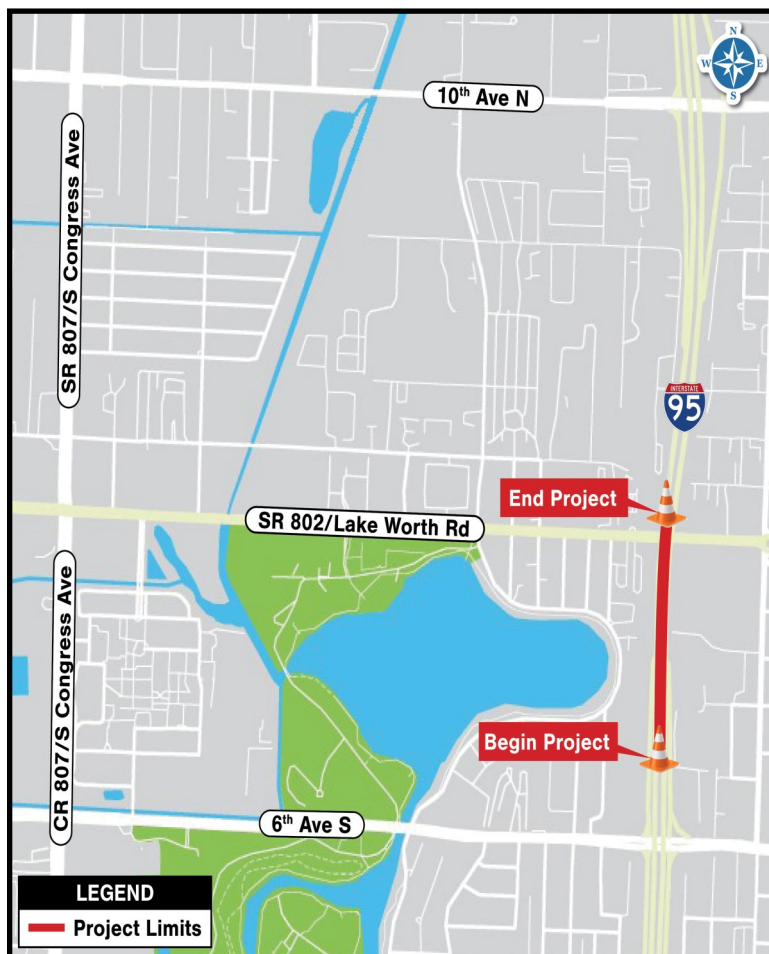 N
W E
S
10th Ave N
SR 807/S Congress Ave
INTERSTATE
95
End Project
SR 802/Lake Worth Rd
CR 807/S Congress Ave
Begin Project
6th Ave S
LEGEND
Project Limits